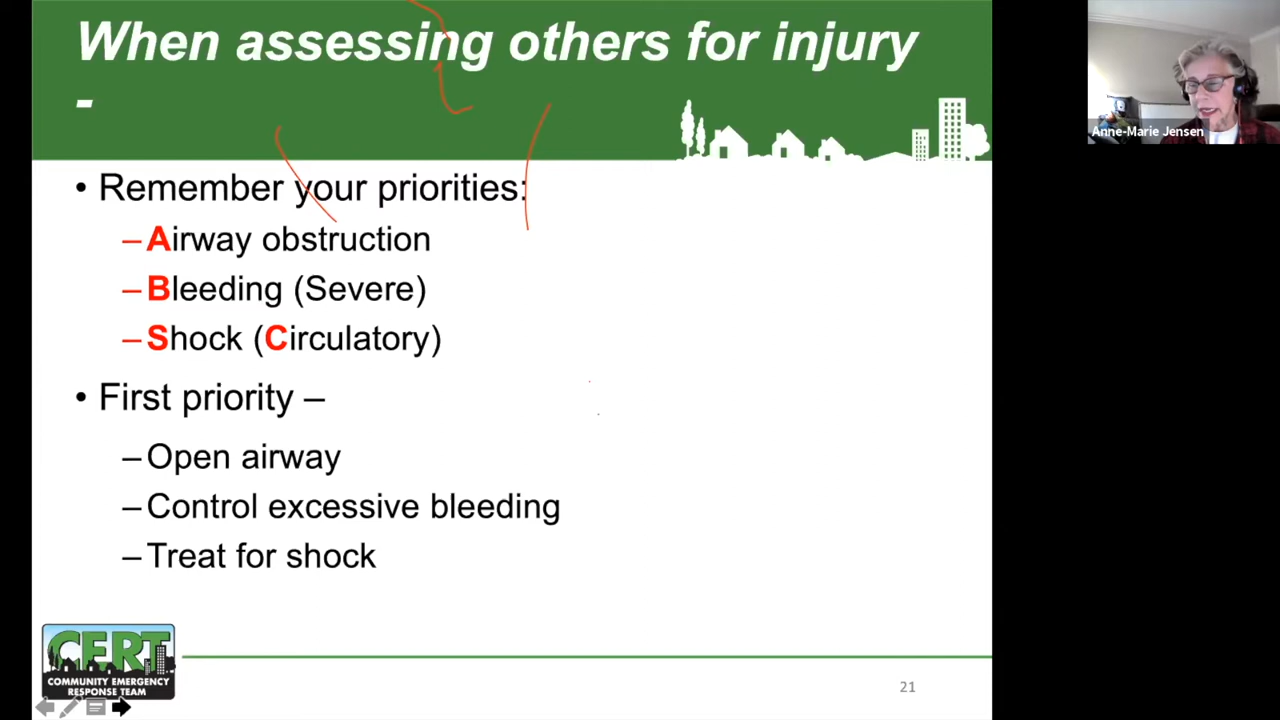 When assessing others for injury
-
Anne-Marie Jensen
• Remember your priorities:
–Airway obstruction
–Bleeding (Severe)
–Shock (Circulatory)
• First priority –
–Open airway
–Control excessive bleeding
–Treat for shock
CERT
COMMUNITY EMERGENCY
RESPONSE TEAM
21